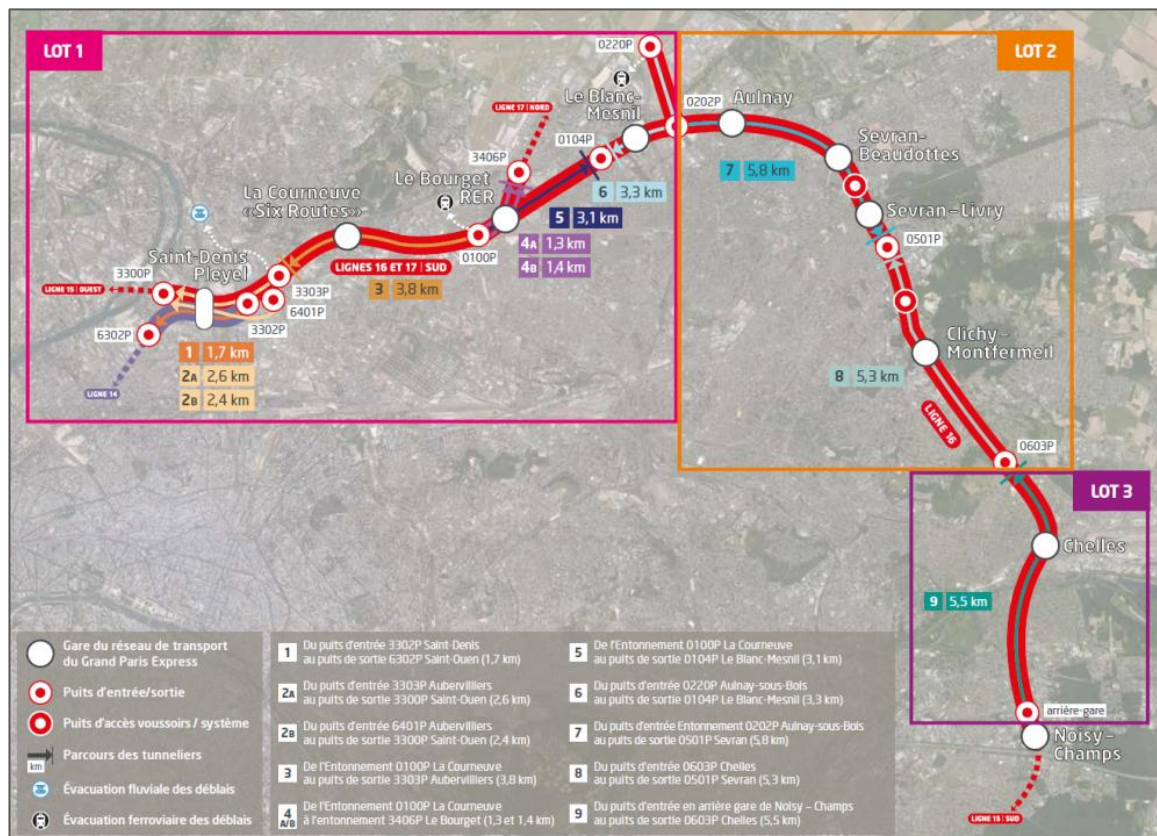 LOT 1
LOT 2
LOT 3
0220P
Le Blanc-
Mesnil
0202P
Aulnay
LIGNE 17 | NORD
0104P
3406P
Sevran-
Beaudottes
Le Bourget
RER
6 3,3 km
7 5,8 km
La Courneuve
«Six Routes»
5 3,1 km
Sevran-Livry
4A 1,3 km
4B 1,4 km
0100P
0501P
Saint-Denis
Pleyel
LIGNES 16 ET 17 | SUD
3 3,8 km
3300P
LIGNE 15 | OUEST
3303P
6401P
3302P
6302P
1 1,7 km
2A 2,6 km
2B 2,4 km
LIGNE 14
Clichy –
Montfermeil
8 5,3 km
LIGNE 16
0603P
Chelles
9 5,5 km
arrière-gare
Noisy –
Champs
LIGNE 15 | SUD
Gare du réseau de transport
du Grand Paris Express
Puits d'entrée/sortie
Puits d'accès voussoirs / système
Parcours des tunneliers
km
Évacuation fluviale des déblais
Évacuation ferroviaire des déblais
1 Du puits d'entrée 3302P Saint-Denis
au puits de sortie 6302P Saint-Ouen (1,7 km)
2A Du puits d'entrée 3303P Aubervilliers
au puits de sortie 3300P Saint-Ouen (2,6 km)
2B Du puits d'entrée 6401P Aubervilliers
au puits de sortie 3300P Saint-Ouen (2,4 km)
3 De l'Entonnement 0100P La Courneuve
au puits de sortie 3303P Aubervilliers (3,8 km)
4 A/B De l'Entonnement 0100P La Courneuve
à l'entonnement 3406P Le Bourget (1,3 et 1,4 km)
5 De l'Entonnement 0100P La Courneuve
au puits de sortie 0104P Le Blanc-Mesnil (3,1 km)
6 Du puits d'entrée 0220P Aulnay-sous-Bois
au puits de sortie 0104P Le Blanc-Mesnil (3,3 km)
7 Du puits d'entrée Entonnement 0202P Aulnay-sous-Bois
au puits de sortie 0501P Sevran (5,8 km)
8 Du puits d'entrée 0603P Chelles
au puits de sortie 0501P Sevran (5,3 km)
9 Du puits d'entrée en arrière gare de Noisy – Champs
au puits de sortie 0603P Chelles (5,5 km)